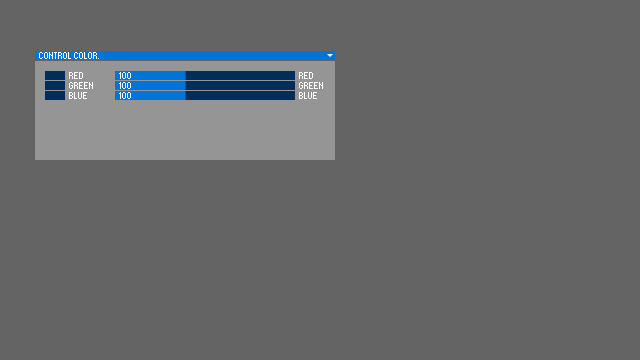 CONTROL COLOR.
RED 100 RED
GREEN 100 GREEN
BLUE 100 BLUE